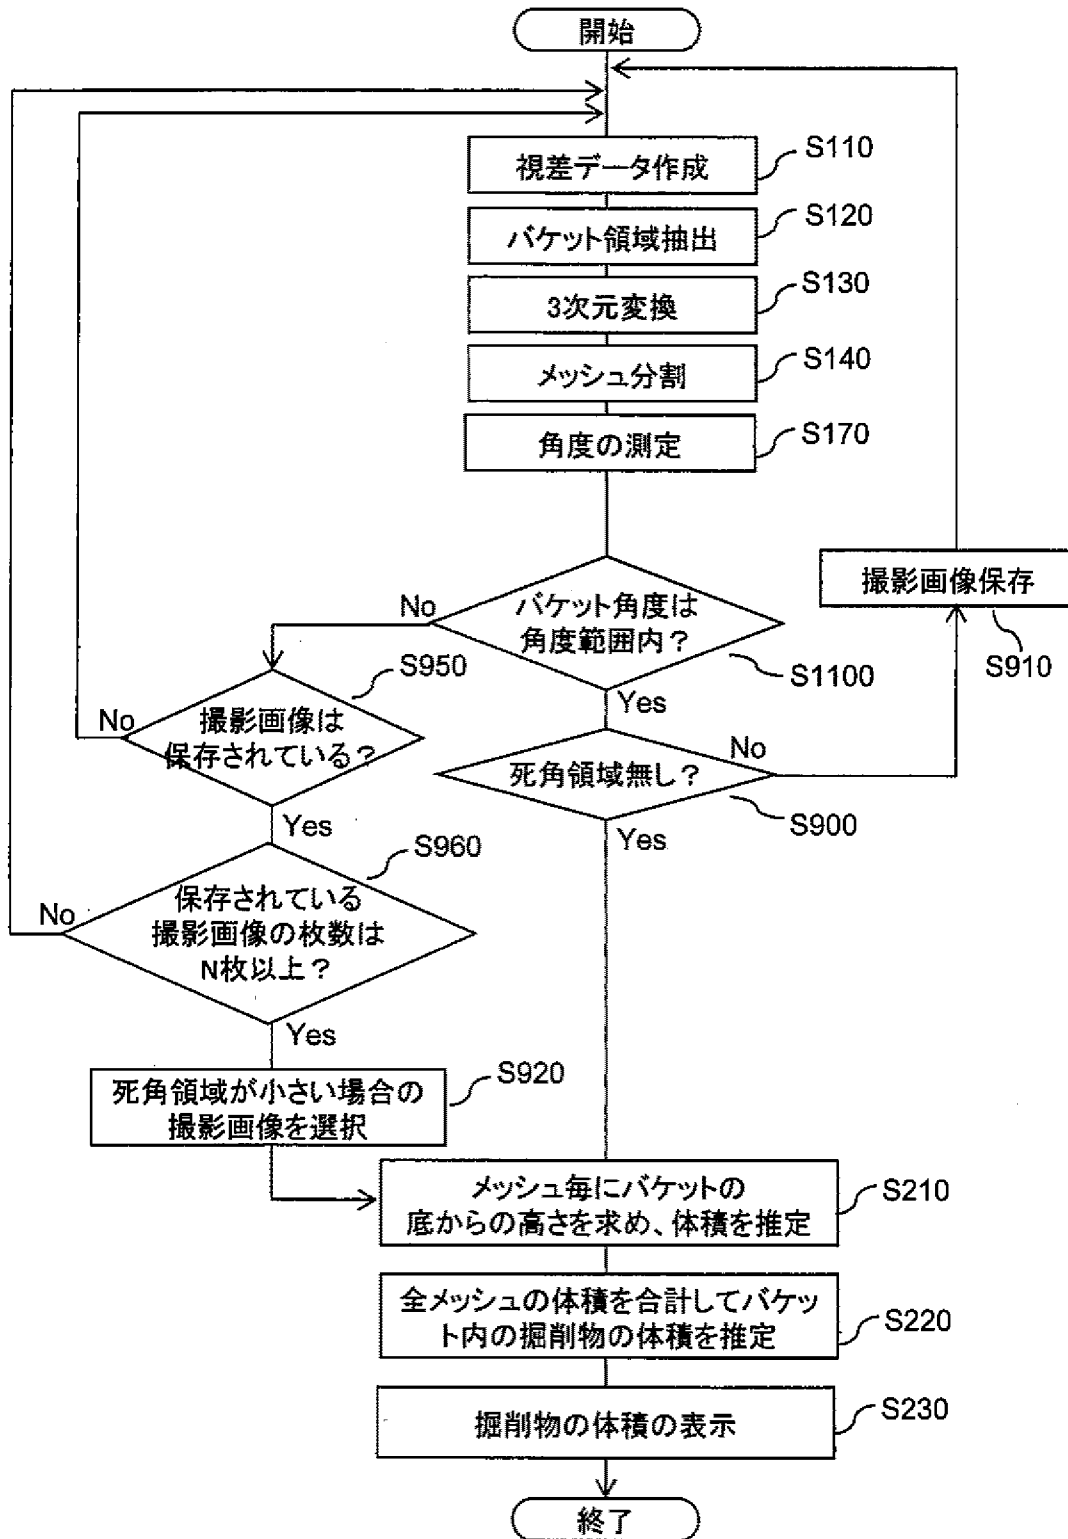 開始
視差データ作成
S110
バケット領域抽出
S120
3次元変換
S130
メッシュ分割
S140
角度の測定
S170
撮影画像保存
S910
バケット角度は
角度範囲内?
No
S1100
Yes
撮影画像は
保存されている?
S950
No
Yes
死角領域無し?
No
S900
Yes
保存されている
撮影画像の枚数は
N枚以上?
S960
No
Yes
死角領域が小さい場合の
撮影画像を選択
S920
メッシュ毎にバケットの
底からの高さを求め、体積を推定
S210
全メッシュの体積を合計してバケッ
ト内の掘削物の体積を推定
S220
掘削物の体積の表示
S230
終了